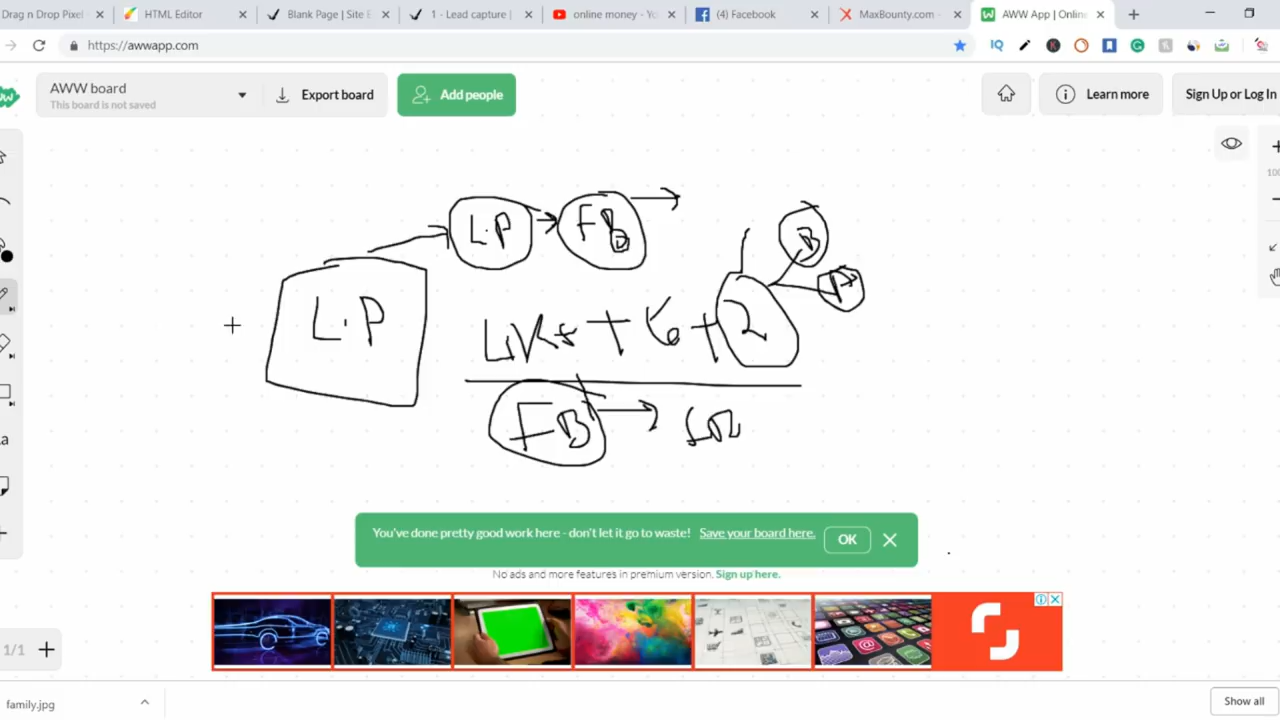 Drag n Drop Pixel
HTML Editor
Blank Page | Site E
1 - Lead capture |
online money - Yo
(4) Facebook
MaxBounty.com -
AWW App | Online
https://awwapp.com
AWW board
This board is not saved
Export board
Add people
Learn more
Sign Up or Log In
L.P
FB
B
L.P
+ 6 + 2
FB
You've done pretty good work here - don't let it go to waste! Save your board here.
OK
No ads and more features in premium version. Sign up here.
1/1
family.jpg
Show all